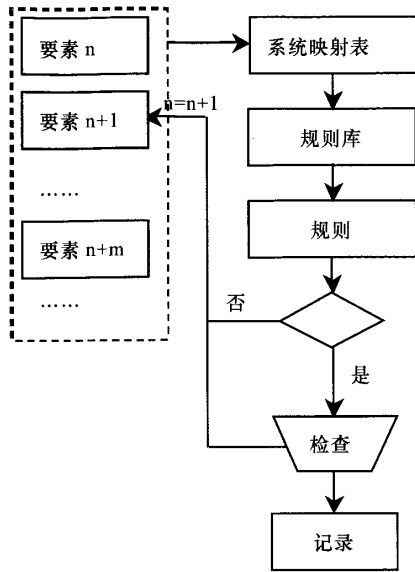 要素 n
系统映射表
n=n+1
要素 n+1
规则库
……
规则
要素 n+m
……
否
是
检查
记录